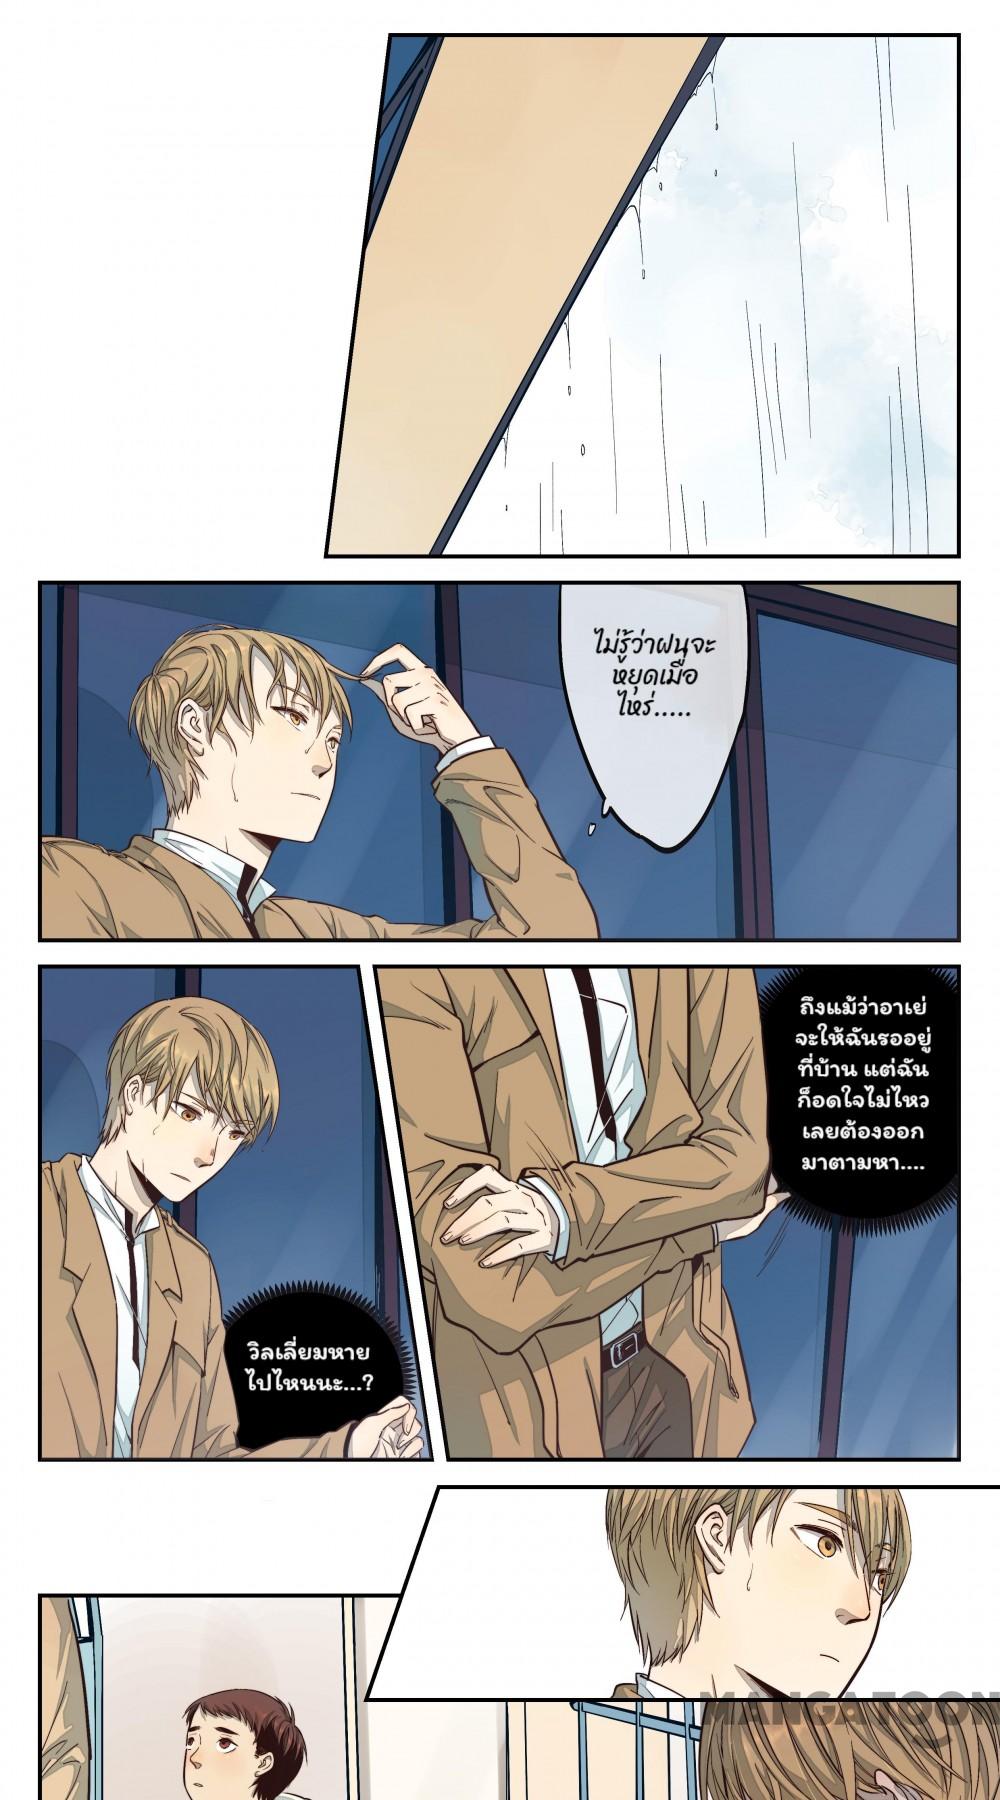 ไม่รู้ว่าฝนจะ
หยุดเมื่อ
ไหร่.....
ถึงแม้ว่าอาเย่
จะให้ฉันรออยู่
ที่บ้าน แต่ฉัน
ก็อดใจไม่ไหว
เลยต้องออก
มาตามหา....
วิลเลี่ยมหาย
ไปไหนนะ...?
MANGATOON